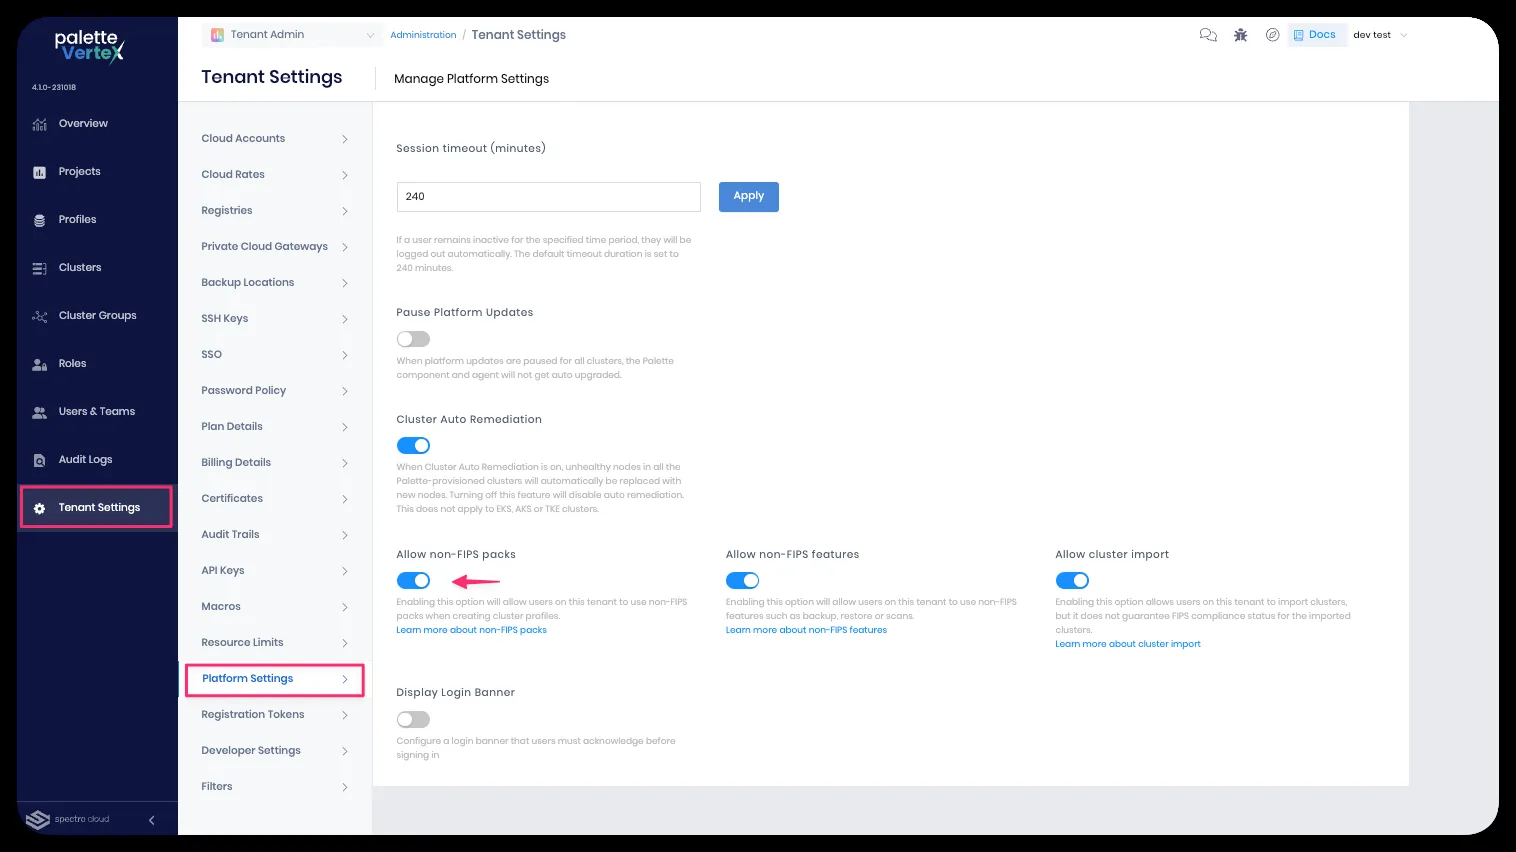 palette
VerteX
4.1.0-231018
Overview
Projects
Profiles
Clusters
Cluster Groups
Roles
Users & Teams
Audit Logs
Tenant Settings
spectro cloud
Tenant Admin
Administration / Tenant Settings
Docs
dev test
Tenant Settings
Manage Platform Settings
Cloud Accounts
Cloud Rates
Registries
Private Cloud Gateways
Backup Locations
SSH Keys
SSO
Password Policy
Plan Details
Billing Details
Certificates
Audit Trails
API Keys
Macros
Resource Limits
Platform Settings
Registration Tokens
Developer Settings
Filters
Session timeout (minutes)
240
Apply
If a user remains inactive for the specified time period, they will be
logged out automatically. The default timeout duration is set to
240 minutes.
Pause Platform Updates
When platform updates are paused for all clusters, the Palette
component and agent will not get auto upgraded.
Cluster Auto Remediation
When Cluster Auto Remediation is on, unhealthy nodes in all the
Palette-provisioned clusters will automatically be replaced with
new nodes. Turning off this feature will disable auto remediation.
This does not apply to EKS, AKS or TKE clusters.
Allow non-FIPS packs
Enabling this option will allow users on this tenant to use non-FIPS
packs when creating cluster profiles.
Learn more about non-FIPS packs
Allow non-FIPS features
Enabling this option will allow users on this tenant to use non-FIPS
features such as backup, restore or scans.
Learn more about non-FIPS features
Allow cluster import
Enabling this option allows users on this tenant to import clusters,
but it does not guarantee FIPS compliance status for the imported
clusters.
Learn more about cluster import
Display Login Banner
Configure a login banner that users must acknowledge before
signing in